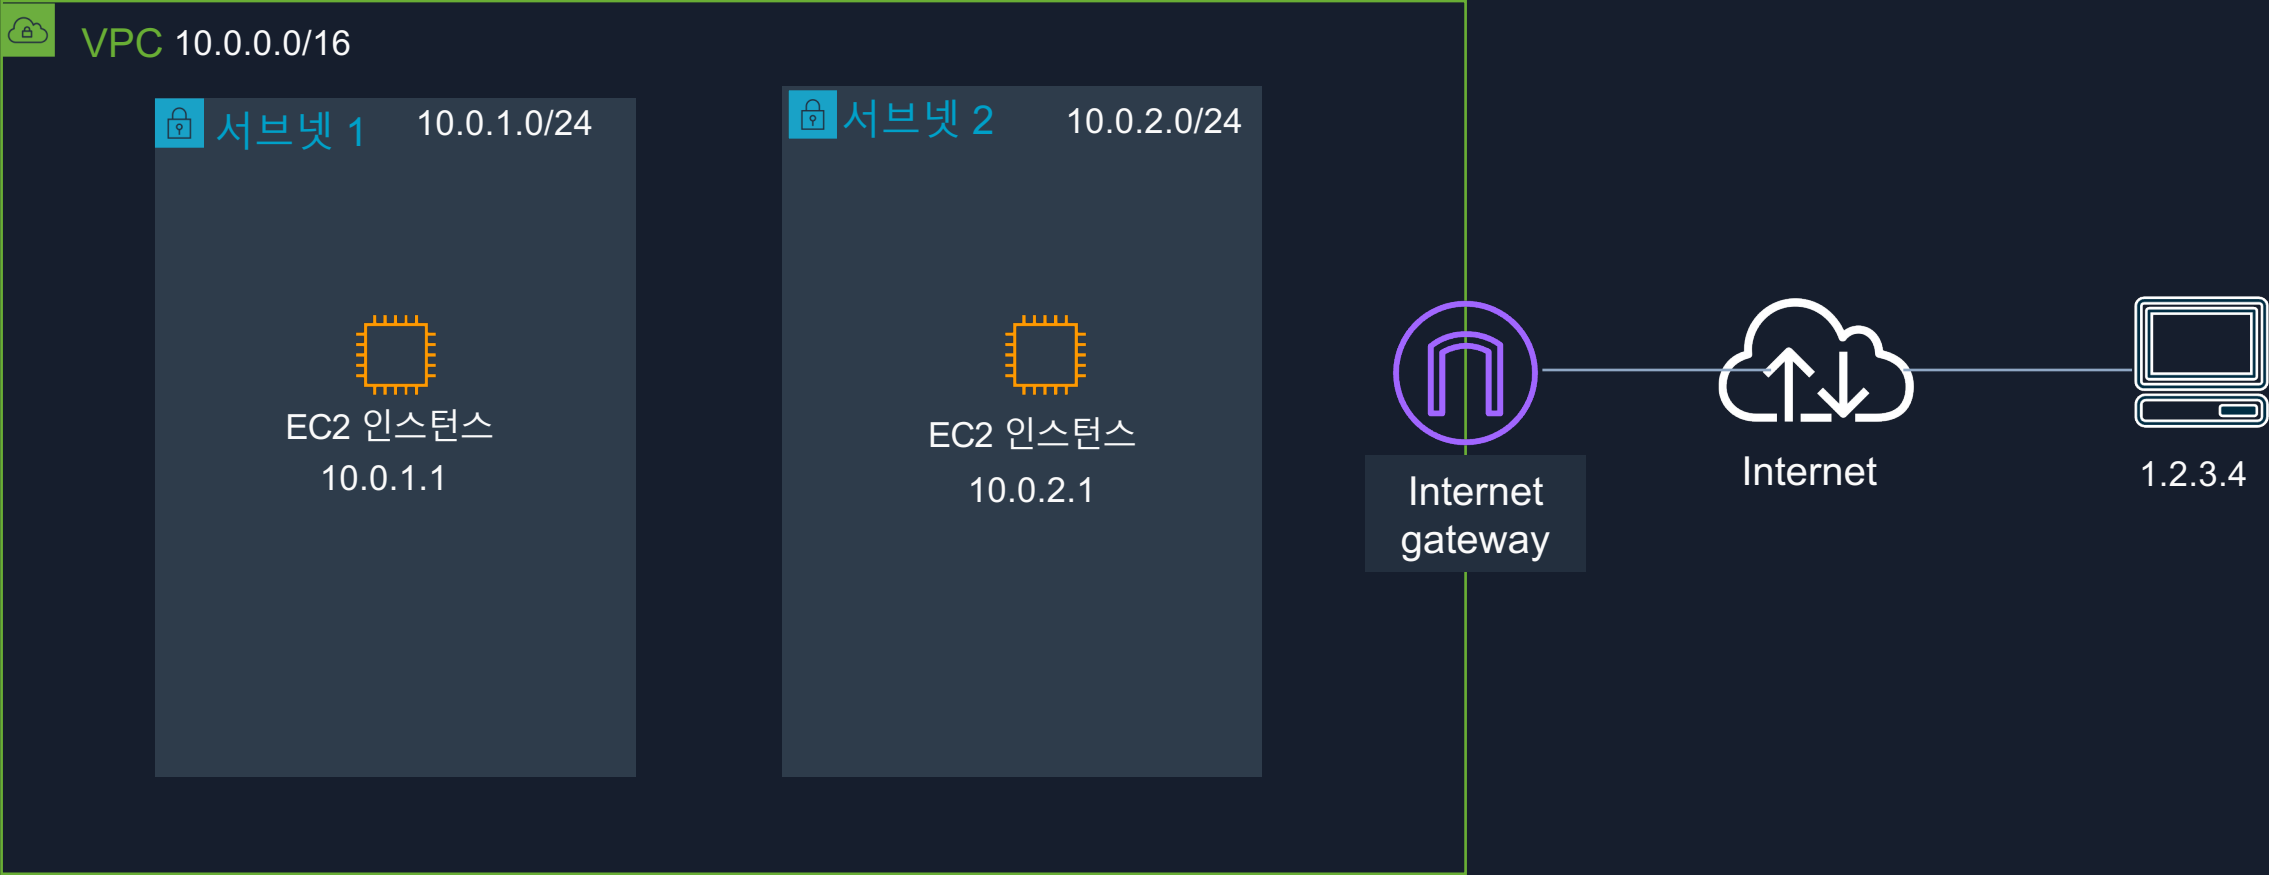 VPC 10.0.0.0/16
서브넷 1 10.0.1.0/24
EC2 인스턴스
10.0.1.1
서브넷 2 10.0.2.0/24
EC2 인스턴스
10.0.2.1
Internet
gateway
Internet
1.2.3.4